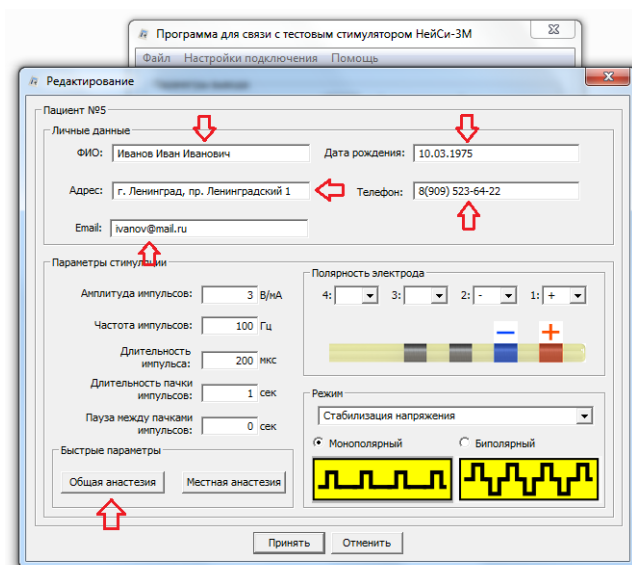 Программа для связи с тестовым стимулятором НейСи-3М
Файл Настройки подключения Помощь
Редактирование
Пациент №5
Личные данные
ФИО: Иванов Иван Иванович Дата рождения: 10.03.1975
Адрес: г. Ленинград, пр. Ленинградский 1 Телефон: 8(909) 523-64-22
Email: ivanov@mail.ru
Параметры стимуляции
Амплитуда импульсов: 3 В/мА
Частота импульсов: 100 Гц
Длительность
импульса: 200 мкс
Длительность пачки
импульсов: 1 сек
Пауза между пачками
импульсов: 0 сек
Быстрые параметры
Общая анастезия Местная анастезия
Полярность электрода
4: 3: 2: - 1: +
− +
Режим
Стабилизация напряжения
Монополярный Биполярный
Принять Отменить